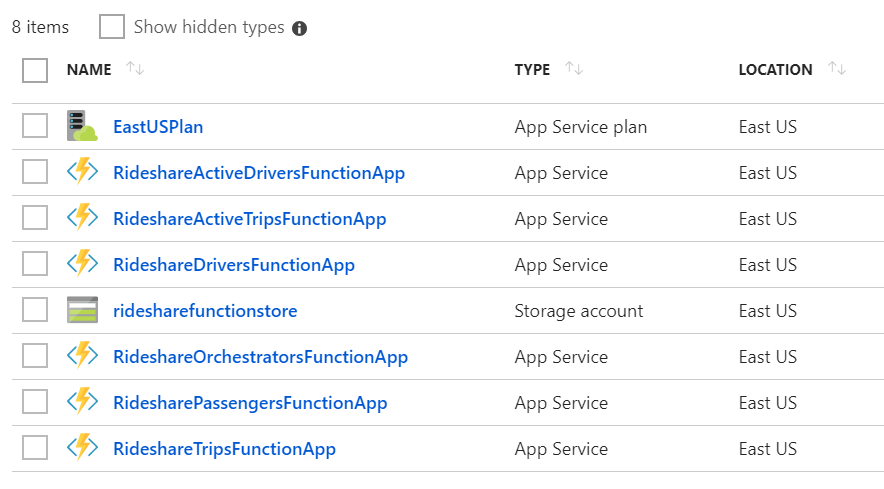 8 items Show hidden types
NAME TYPE LOCATION
EastUSPlan App Service plan East US
RideshareActiveDriversFunctionApp App Service East US
RideshareActiveTripsFunctionApp App Service East US
RideshareDriversFunctionApp App Service East US
ridesharefunctionstore Storage account East US
RideshareOrchestratorsFunctionApp App Service East US
RidesharePassengersFunctionApp App Service East US
RideshareTripsFunctionApp App Service East US